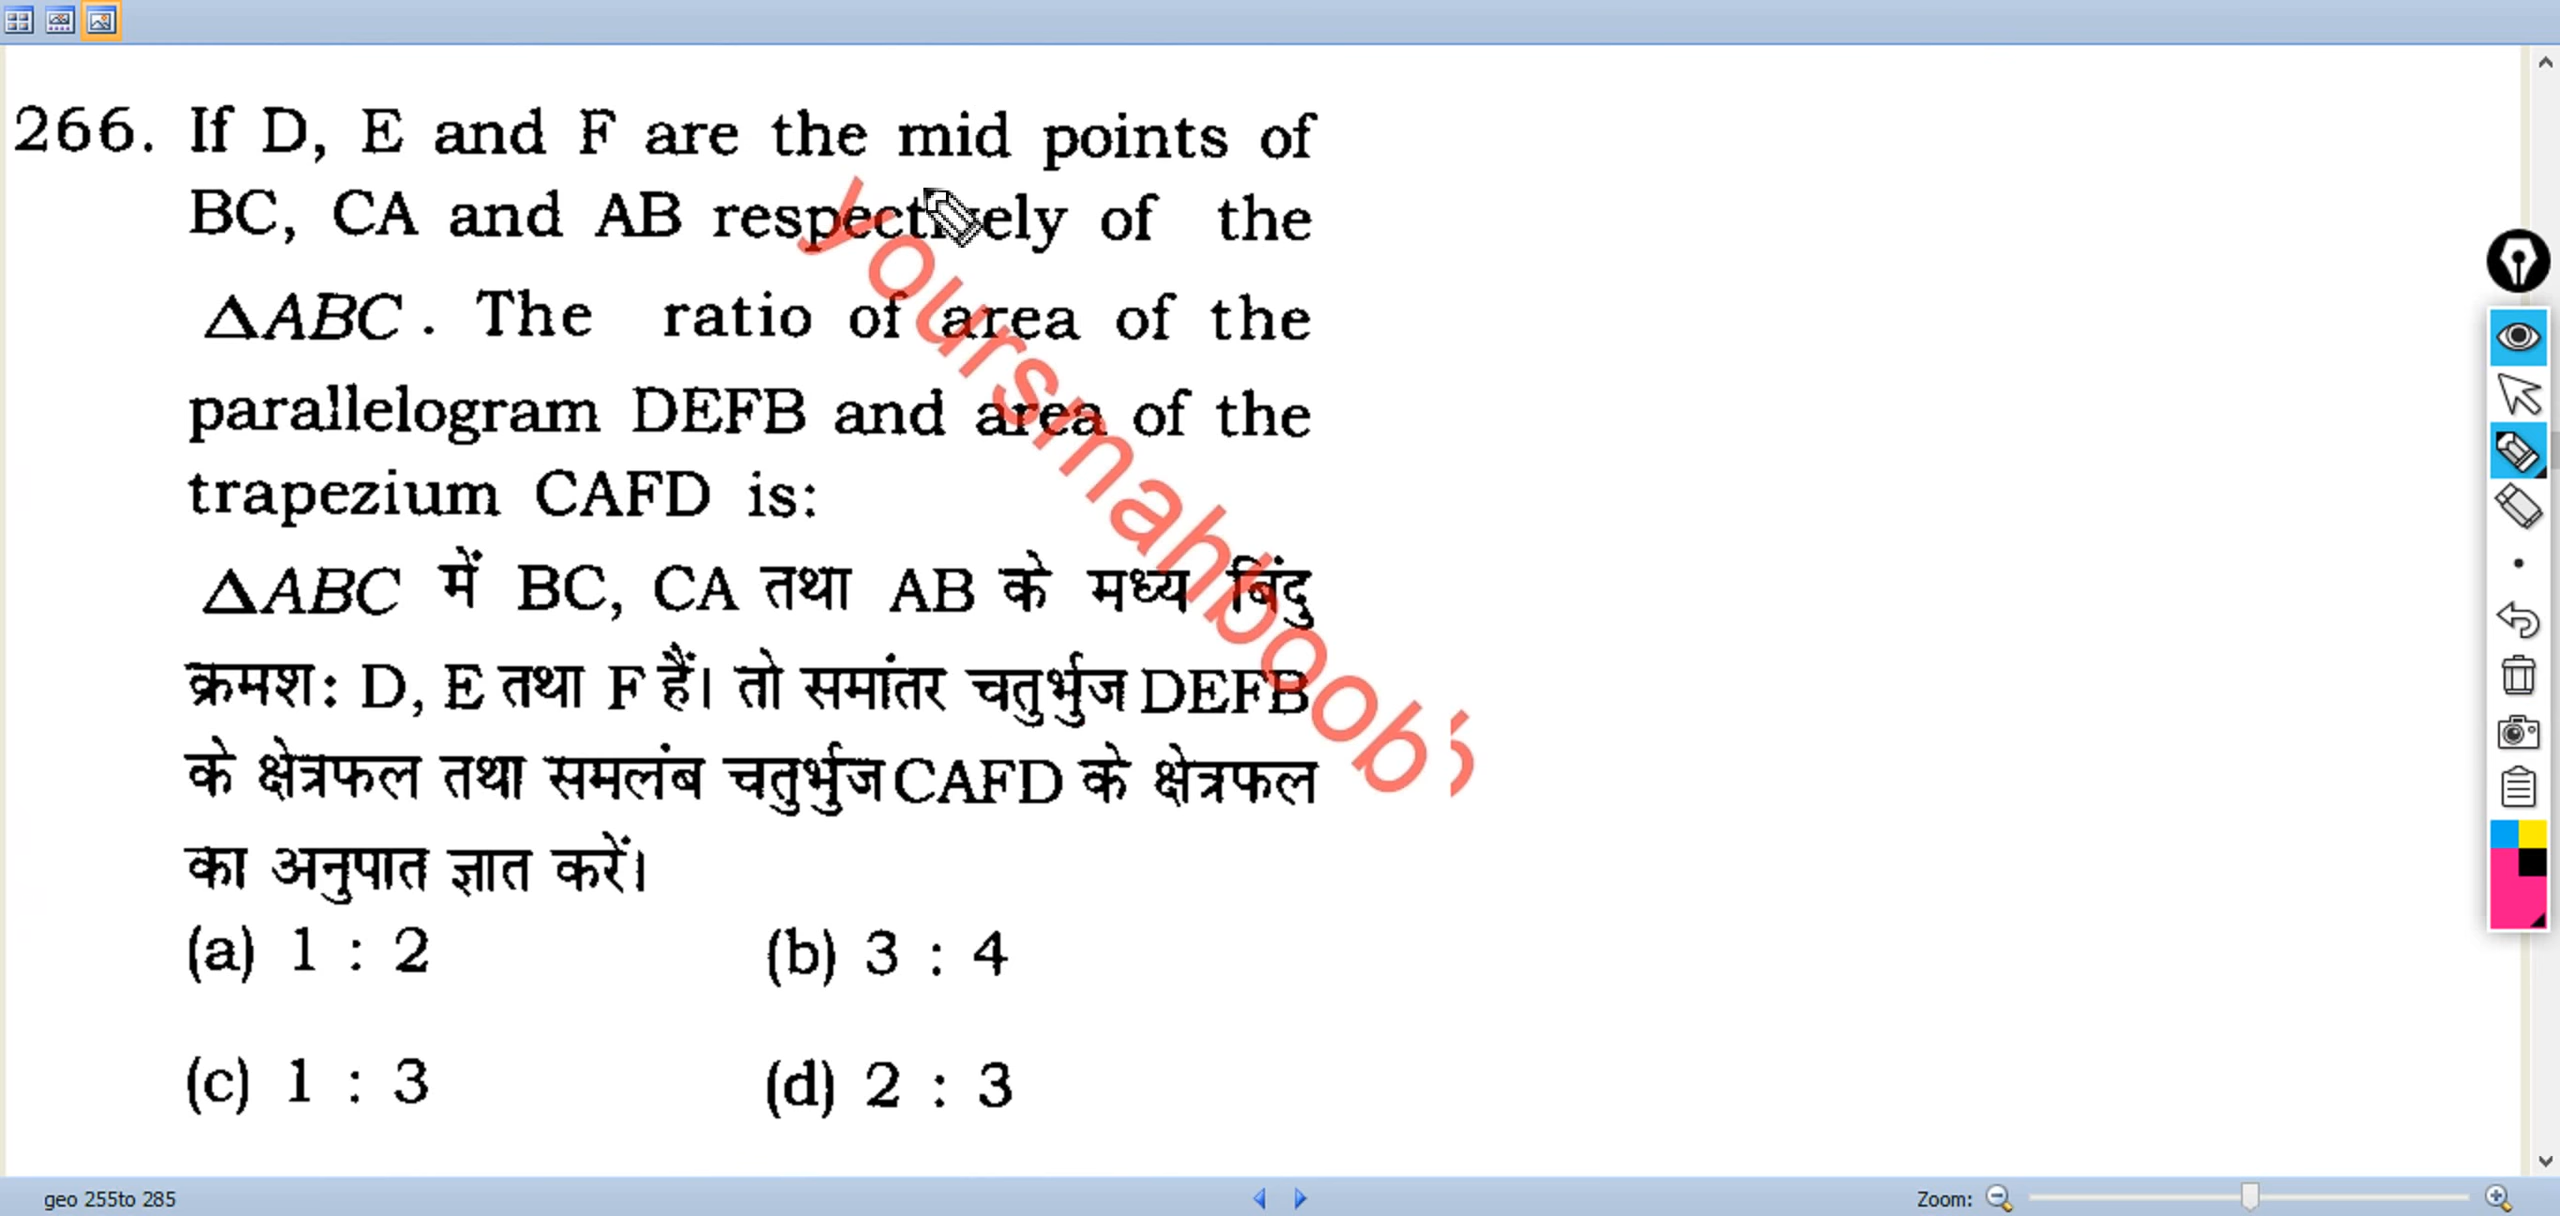 266. If D, E and F are the mid points of
BC, CA and AB respectively of the
△ABC. The ratio of area of the
parallelogram DEFB and area of the
trapezium CAFD is:
△ABC में BC, CA तथा AB के मध्य बिंदु
क्रमश: D, E तथा F हैं। तो समांतर चतुर्भुज DEFB
के क्षेत्रफल तथा समलंब चतुर्भुज CAFD के क्षेत्रफल
का अनुपात ज्ञात करें।
(a) 1 : 2 (b) 3 : 4
(c) 1 : 3 (d) 2 : 3
yoursmahboob
geo 255to 285
Zoom: